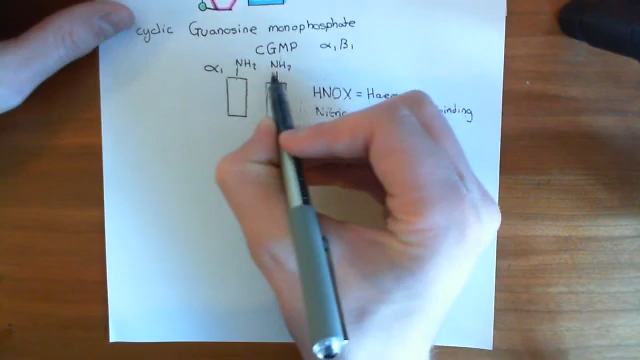 cyclic Guanosine monophosphate
cGMP α₁β₁
α₁ NH₂ NH₂
HNOX = Hae
Nitric binding